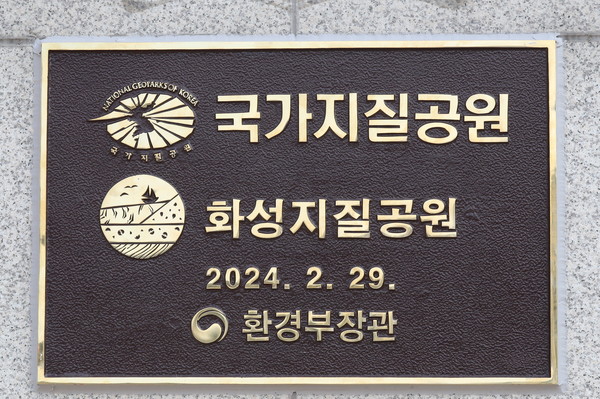 NATIONAL GEOPARKS OF KOREA
국가지질공원
국가지질공원
화성지질공원
2024. 2. 29.
환경부장관